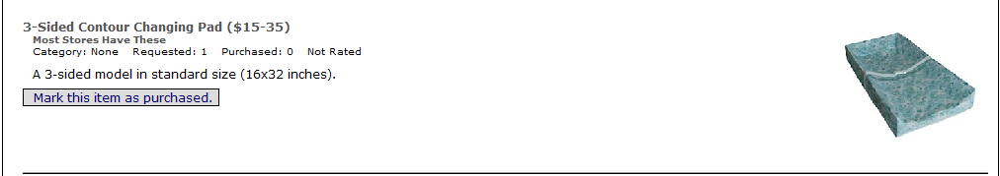 3-Sided Contour Changing Pad ($15-35)
Most Stores Have These
Category: None Requested: 1 Purchased: 0 Not Rated
A 3-sided model in standard size (16x32 inches).
Mark this item as purchased.